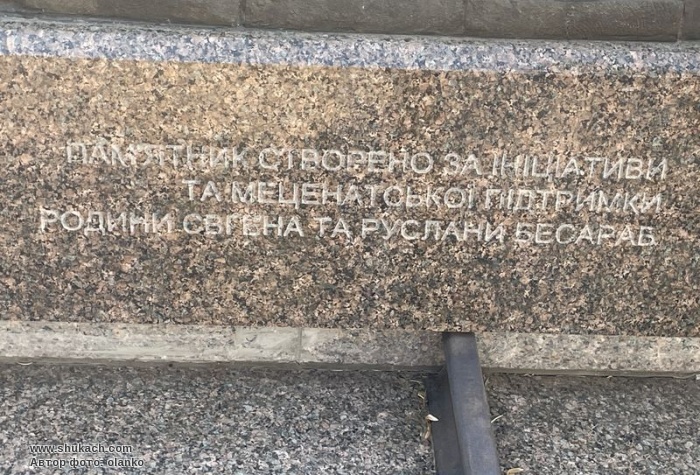 ПАМ'ЯТНИК СТВОРЕНО ЗА ІНІЦІАТИВИ
ТА МЕЦЕНАТСЬКОЇ ПІДТРИМКИ
РОДИНИ ЄВГЕНА ТА РУСЛАНИ БЕСАРАБ
www.shukach.com
Автор фото: olanko